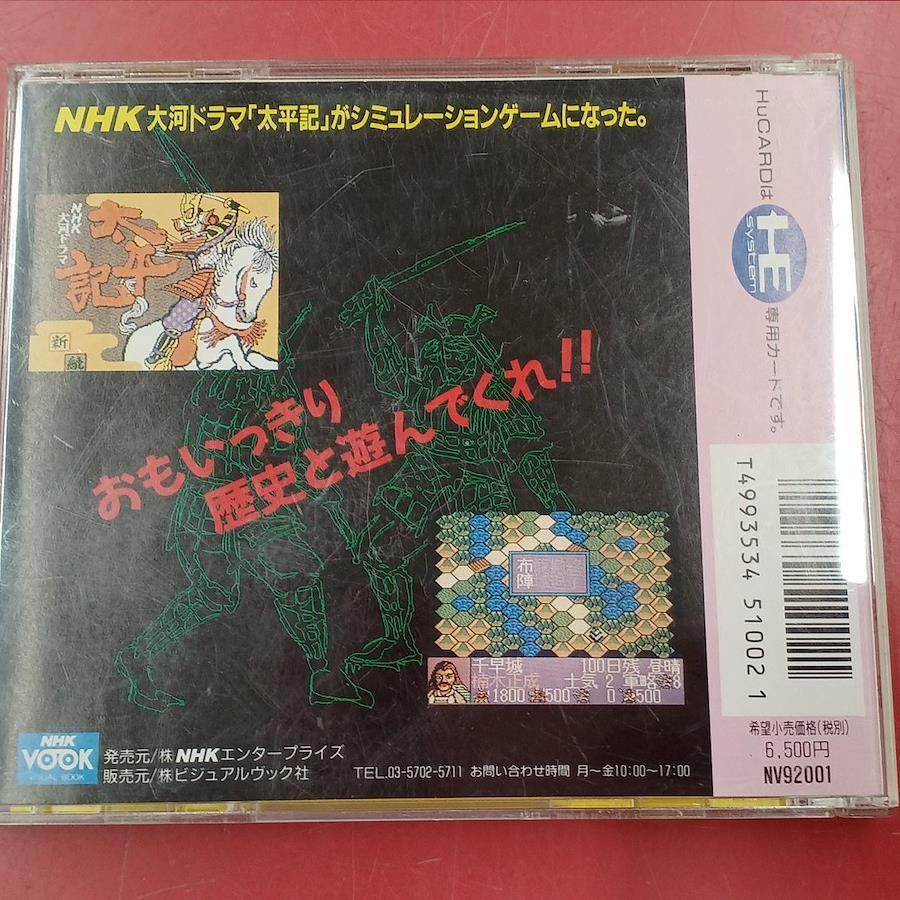 NHK大河ドラマ「太平記」がシミュレーションゲームになった。
NHK
大河ドラマ
太平記
新
続
おもいっきり
歴史と遊んでくれ!!
布陣
千早城 100日残 昼晴
楠木正成 士気 2 軍略 8
1800 500 0 500
NHK
VOOK
VISUAL BOOK
発売元/㈱NHKエンタープライズ
販売元/㈱ビジュアルヴック社
TEL.03-5702-5711 お問い合わせ時間 月〜金10:00〜17:00
HuCARDは HE system 専用カードです。
T4993534 51002 1
希望小売価格(税別)
6,500円
NV92001